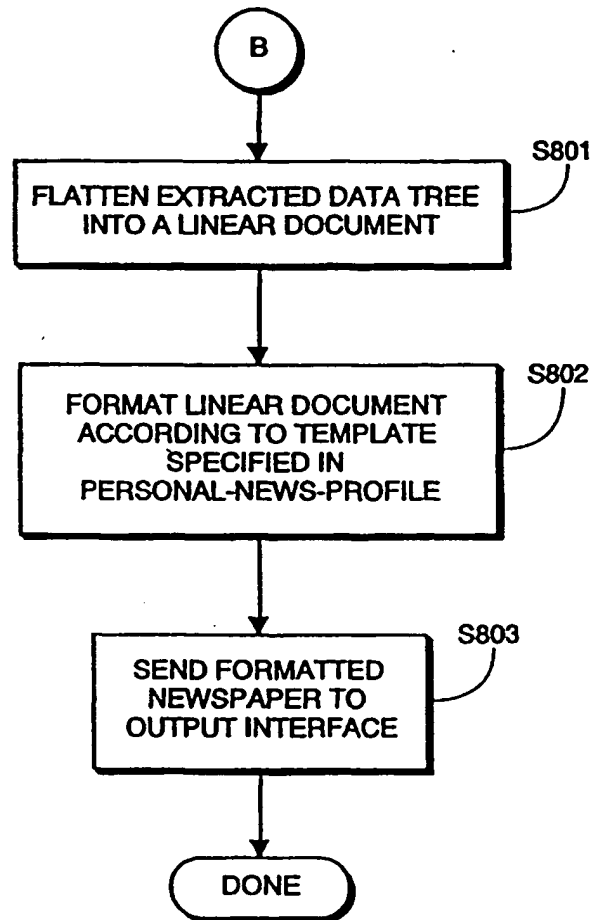 B
S801
FLATTEN EXTRACTED DATA TREE
INTO A LINEAR DOCUMENT
S802
FORMAT LINEAR DOCUMENT
ACCORDING TO TEMPLATE
SPECIFIED IN
PERSONAL-NEWS-PROFILE
S803
SEND FORMATTED
NEWSPAPER TO
OUTPUT INTERFACE
DONE